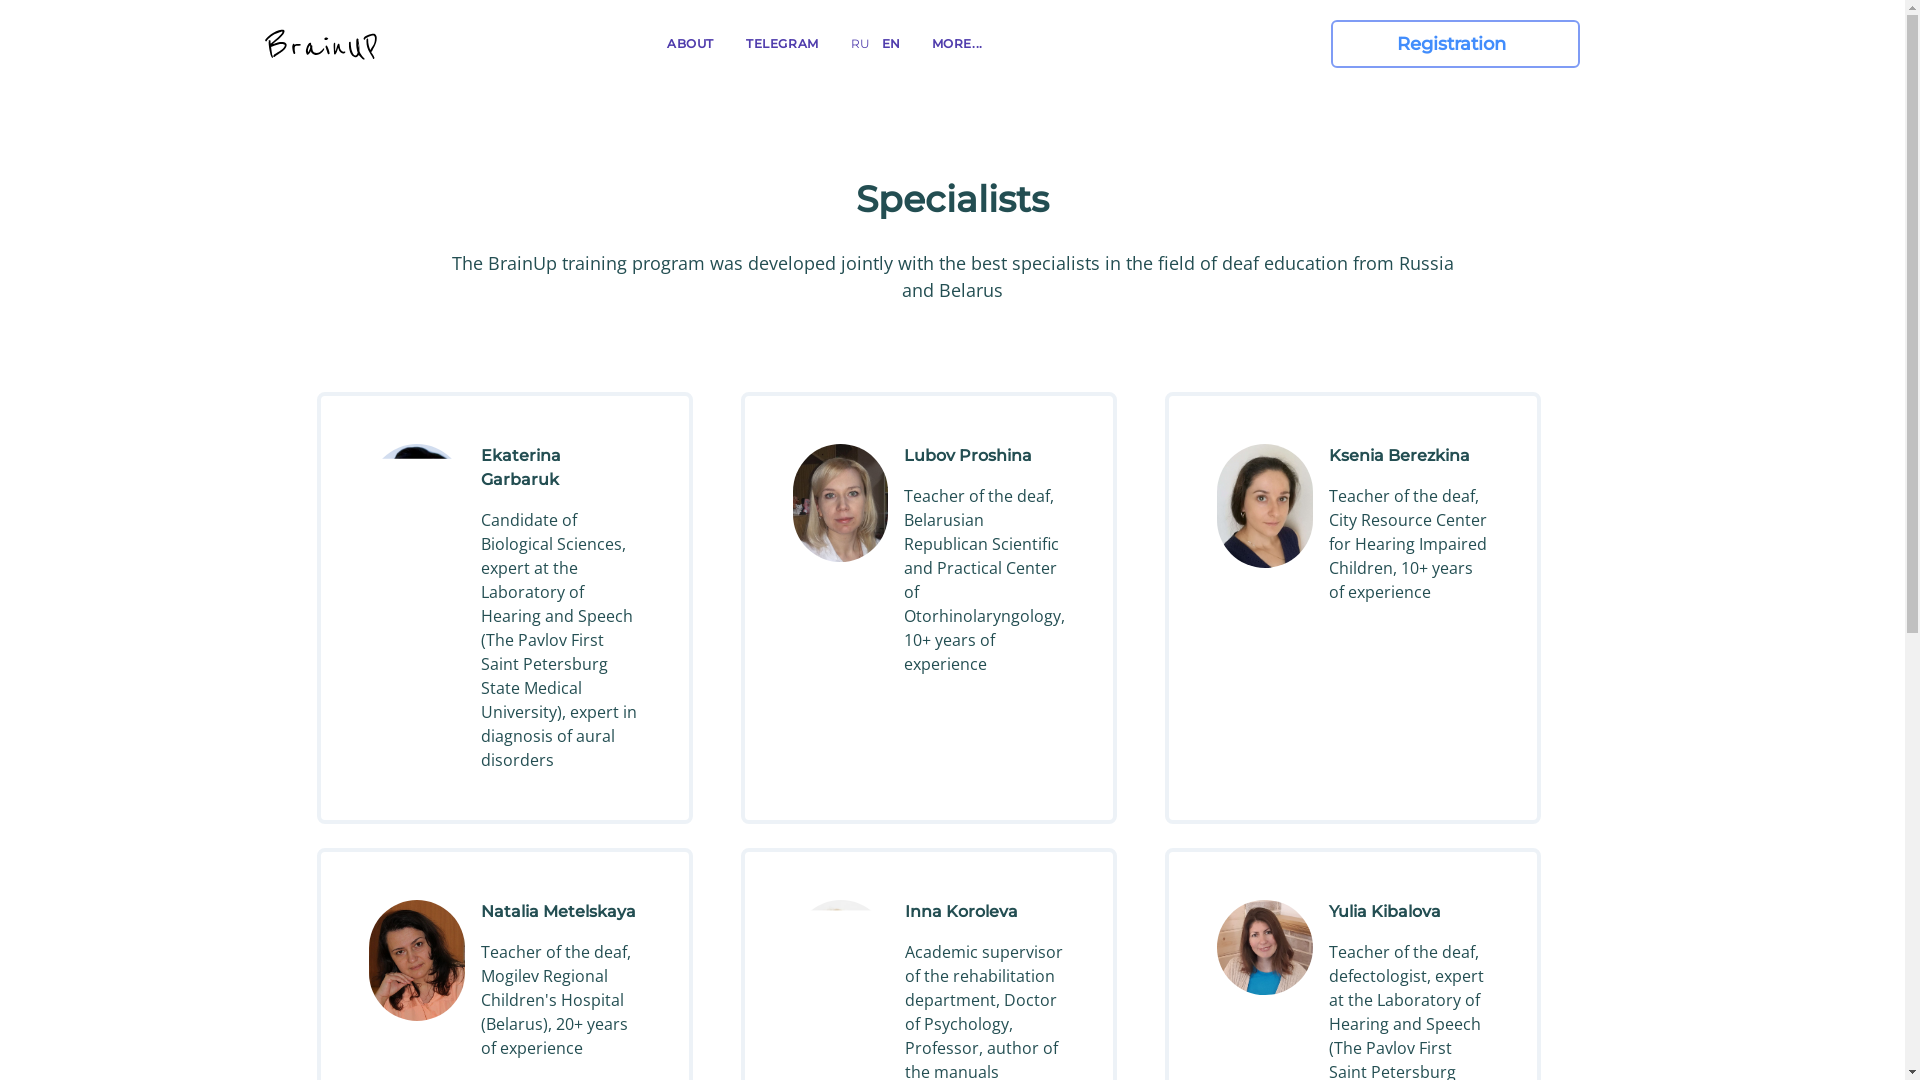 BrainUP
ABOUT
TELEGRAM
RU
EN
MORE...
Registration
Specialists
The BrainUp training program was developed jointly with the best specialists in the field of deaf education from Russia
and Belarus
Ekaterina
Garbaruk
Candidate of
Biological Sciences,
expert at the
Laboratory of
Hearing and Speech
(The Pavlov First
Saint Petersburg
State Medical
University), expert in
diagnosis of aural
disorders
Lubov Proshina
Teacher of the deaf,
Belarusian
Republican Scientific
and Practical Center
of
Otorhinolaryngology,
10+ years of
experience
Ksenia Berezkina
Teacher of the deaf,
City Resource Center
for Hearing Impaired
Children, 10+ years
of experience
Natalia Metelskaya
Teacher of the deaf,
Mogilev Regional
Children's Hospital
(Belarus), 20+ years
of experience
Inna Koroleva
Academic supervisor
of the rehabilitation
department, Doctor
of Psychology,
Professor, author of
the manuals
Yulia Kibalova
Teacher of the deaf,
defectologist, expert
at the Laboratory of
Hearing and Speech
(The Pavlov First
Saint Petersburg